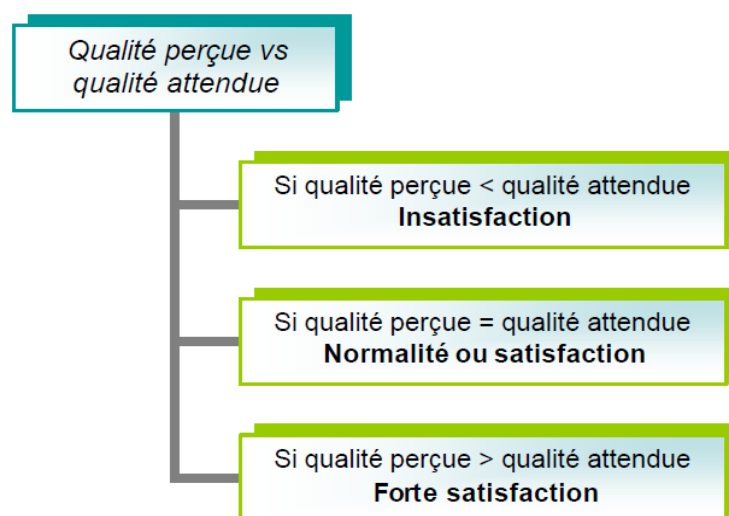 Qualité perçue vs
qualité attendue
Si qualité perçue < qualité attendue
Insatisfaction
Si qualité perçue = qualité attendue
Normalité ou satisfaction
Si qualité perçue > qualité attendue
Forte satisfaction